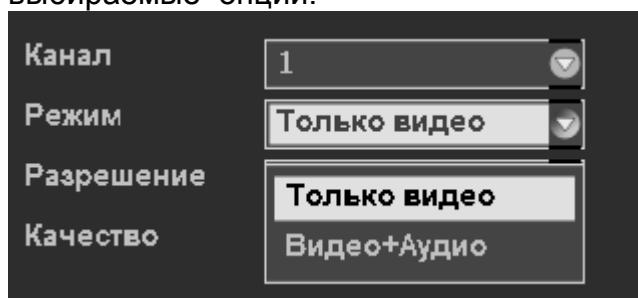 выбираемые опции:
Канал 1
Режим Только видео
Разрешение
Только видео
Качество
Видео+Аудио